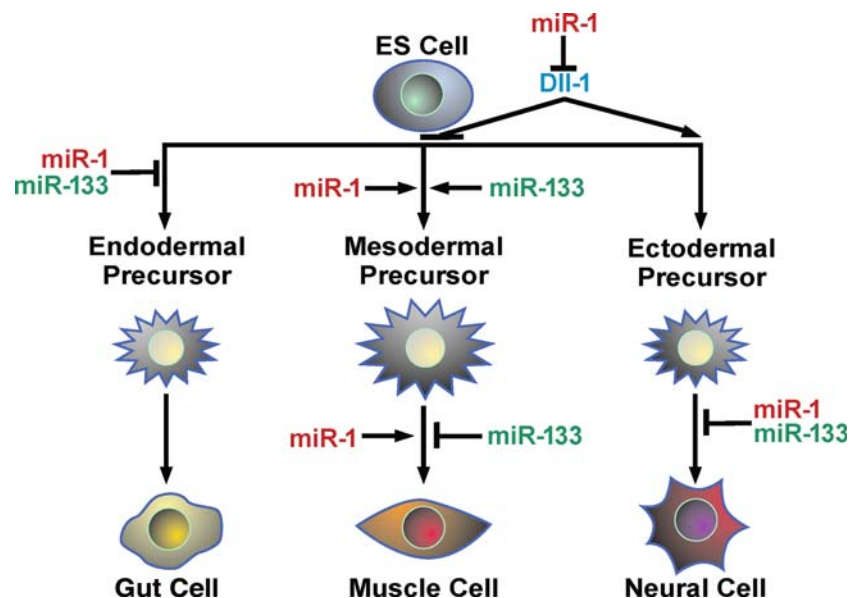 miR-1
ES Cell
Dll-1
miR-1
miR-133
miR-1
miR-133
Endodermal
Precursor
Mesodermal
Precursor
Ectodermal
Precursor
miR-1
miR-133
miR-1
miR-133
Gut Cell
Muscle Cell
Neural Cell